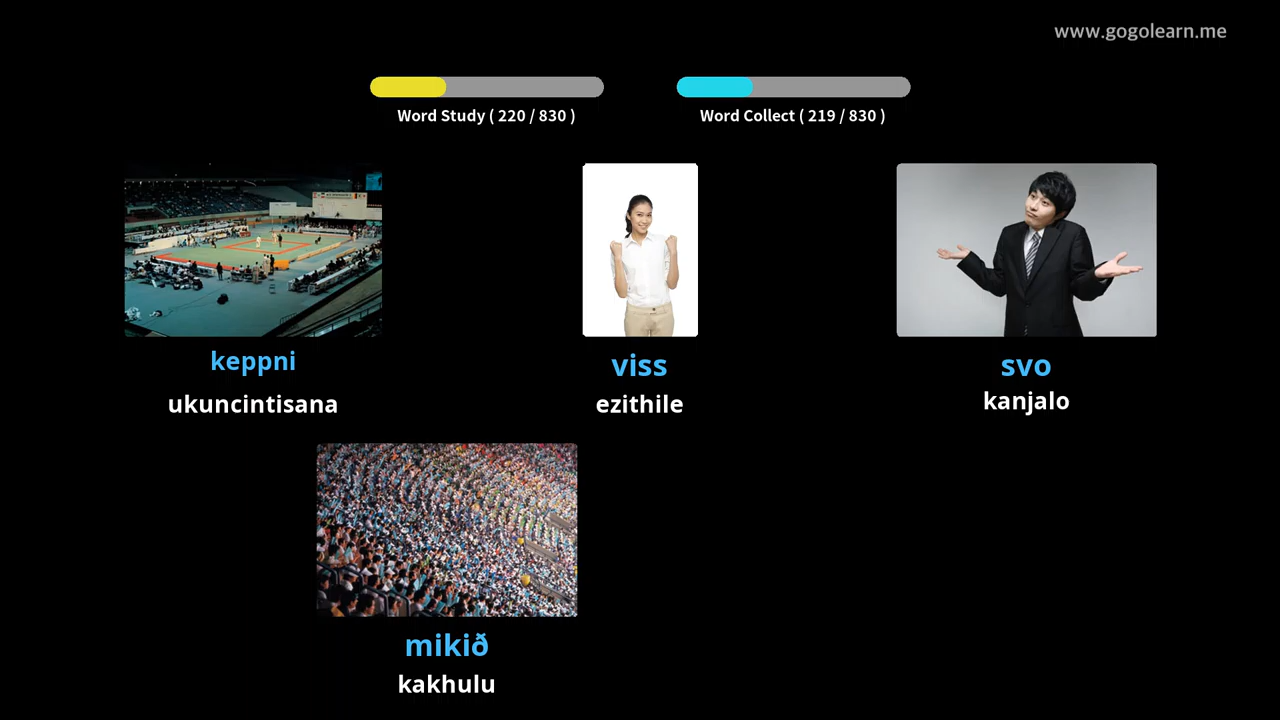 www.gogolearn.me
Word Study ( 220 / 830 )
Word Collect ( 219 / 830 )
keppni
ukuncintisana
viss
ezithile
svo
kanjalo
mikið
kakhulu